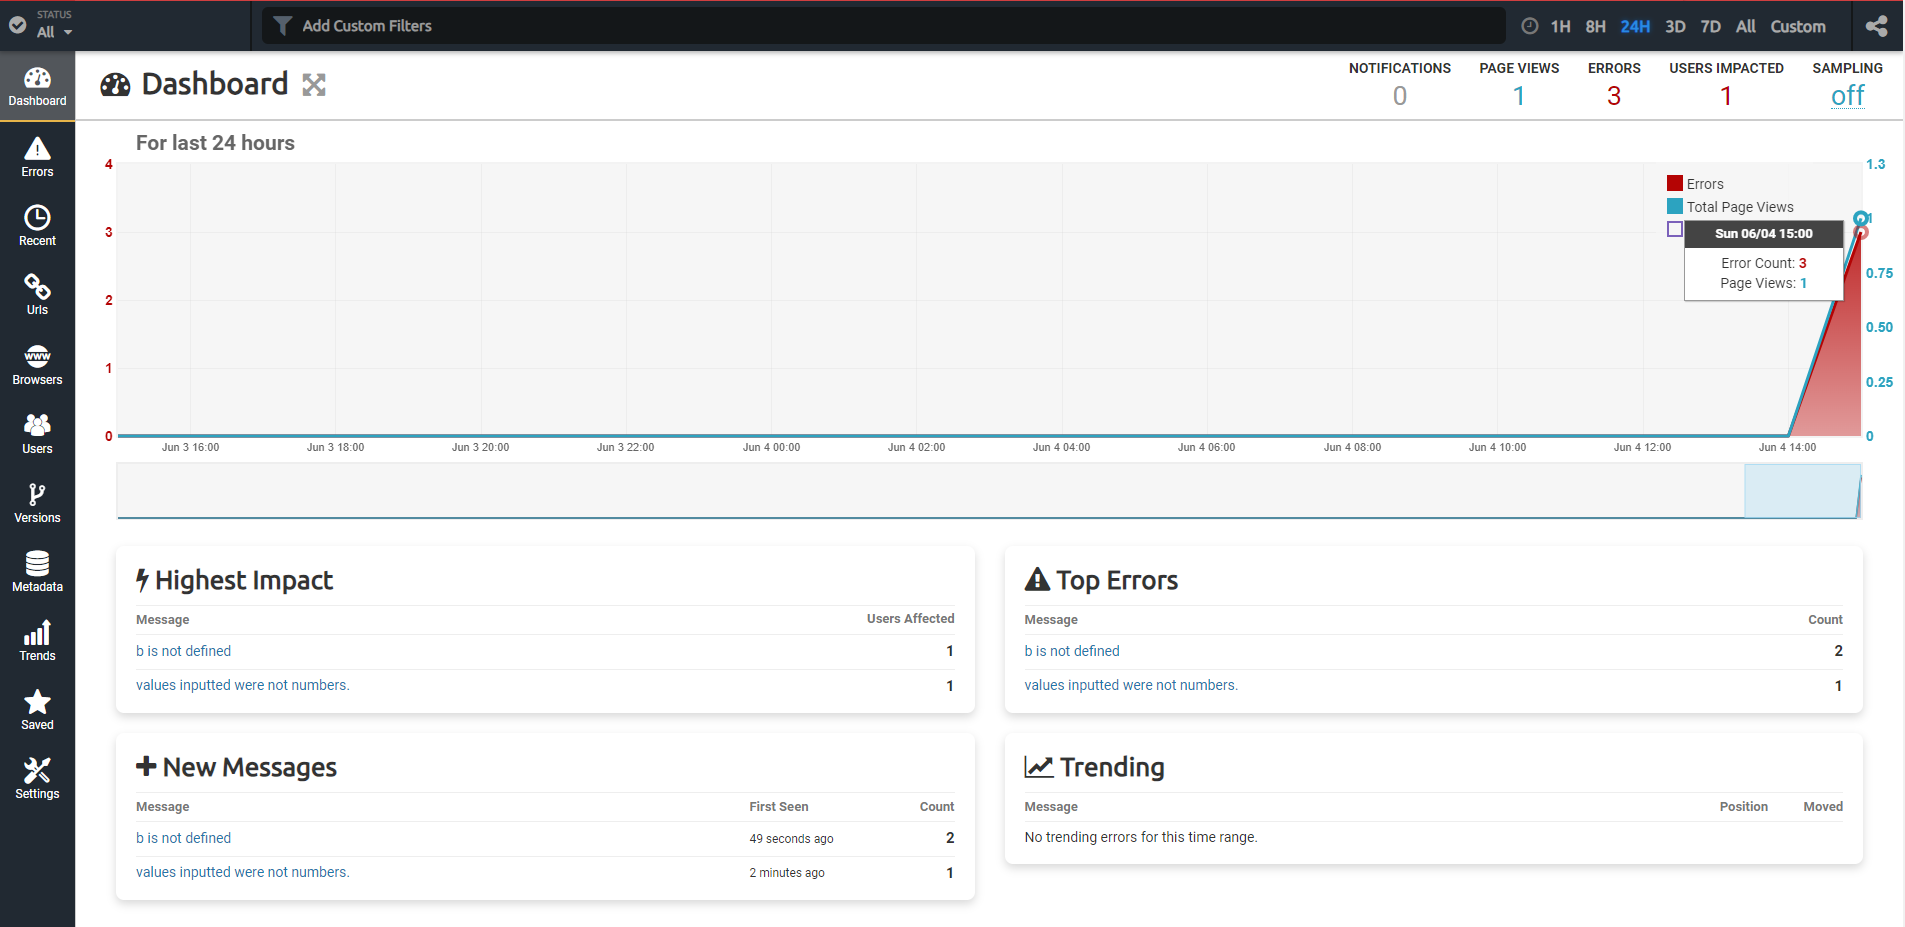 STATUS
All
Add Custom Filters
1H 8H 24H 3D 7D All Custom
Dashboard
Errors
Recent
Urls
www
Browsers
Users
Versions
Metadata
Trends
Saved
Settings
Dashboard
NOTIFICATIONS PAGE VIEWS ERRORS USERS IMPACTED SAMPLING
0 1 3 1 off
For last 24 hours
4
3
2
1
0
1.3
1
0.75
0.50
0.25
0
Errors
Total Page Views
Sun 06/04 15:00
Error Count: 3
Page Views: 1
Jun 3 16:00 Jun 3 18:00 Jun 3 20:00 Jun 3 22:00 Jun 4 00:00 Jun 4 02:00 Jun 4 04:00 Jun 4 06:00 Jun 4 08:00 Jun 4 10:00 Jun 4 12:00 Jun 4 14:00
Highest Impact
Message Users Affected
b is not defined 1
values inputted were not numbers. 1
Top Errors
Message Count
b is not defined 2
values inputted were not numbers. 1
New Messages
Message First Seen Count
b is not defined 49 seconds ago 2
values inputted were not numbers. 2 minutes ago 1
Trending
Message Position Moved
No trending errors for this time range.